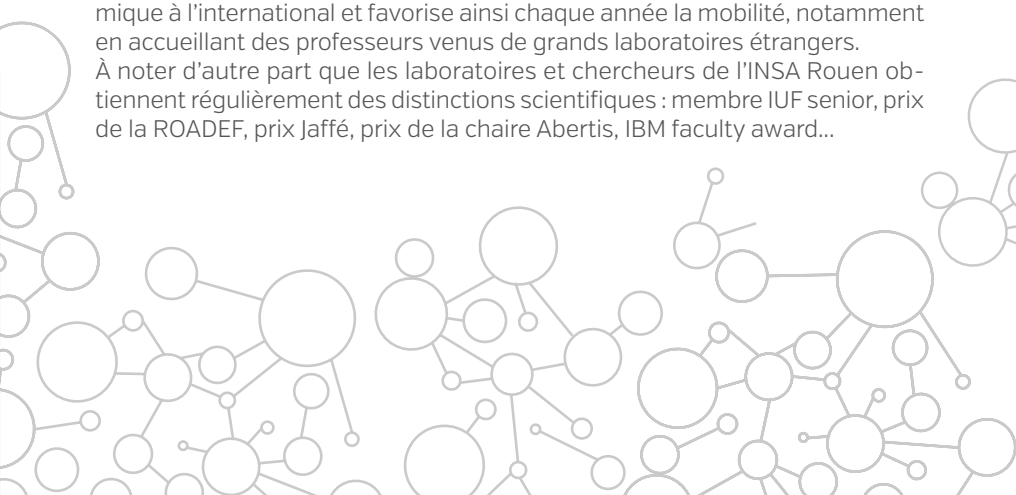 mique à l’international et favorise ainsi chaque année la mobilité, notamment
en accueillant des professeurs venus de grands laboratoires étrangers.
À noter d’autre part que les laboratoires et chercheurs de l’INSA Rouen ob-
tiennent régulièrement des distinctions scientifiques : membre IUF senior, prix
de la ROADEF, prix Jaffé, prix de la chaire Abertis, IBM faculty award...